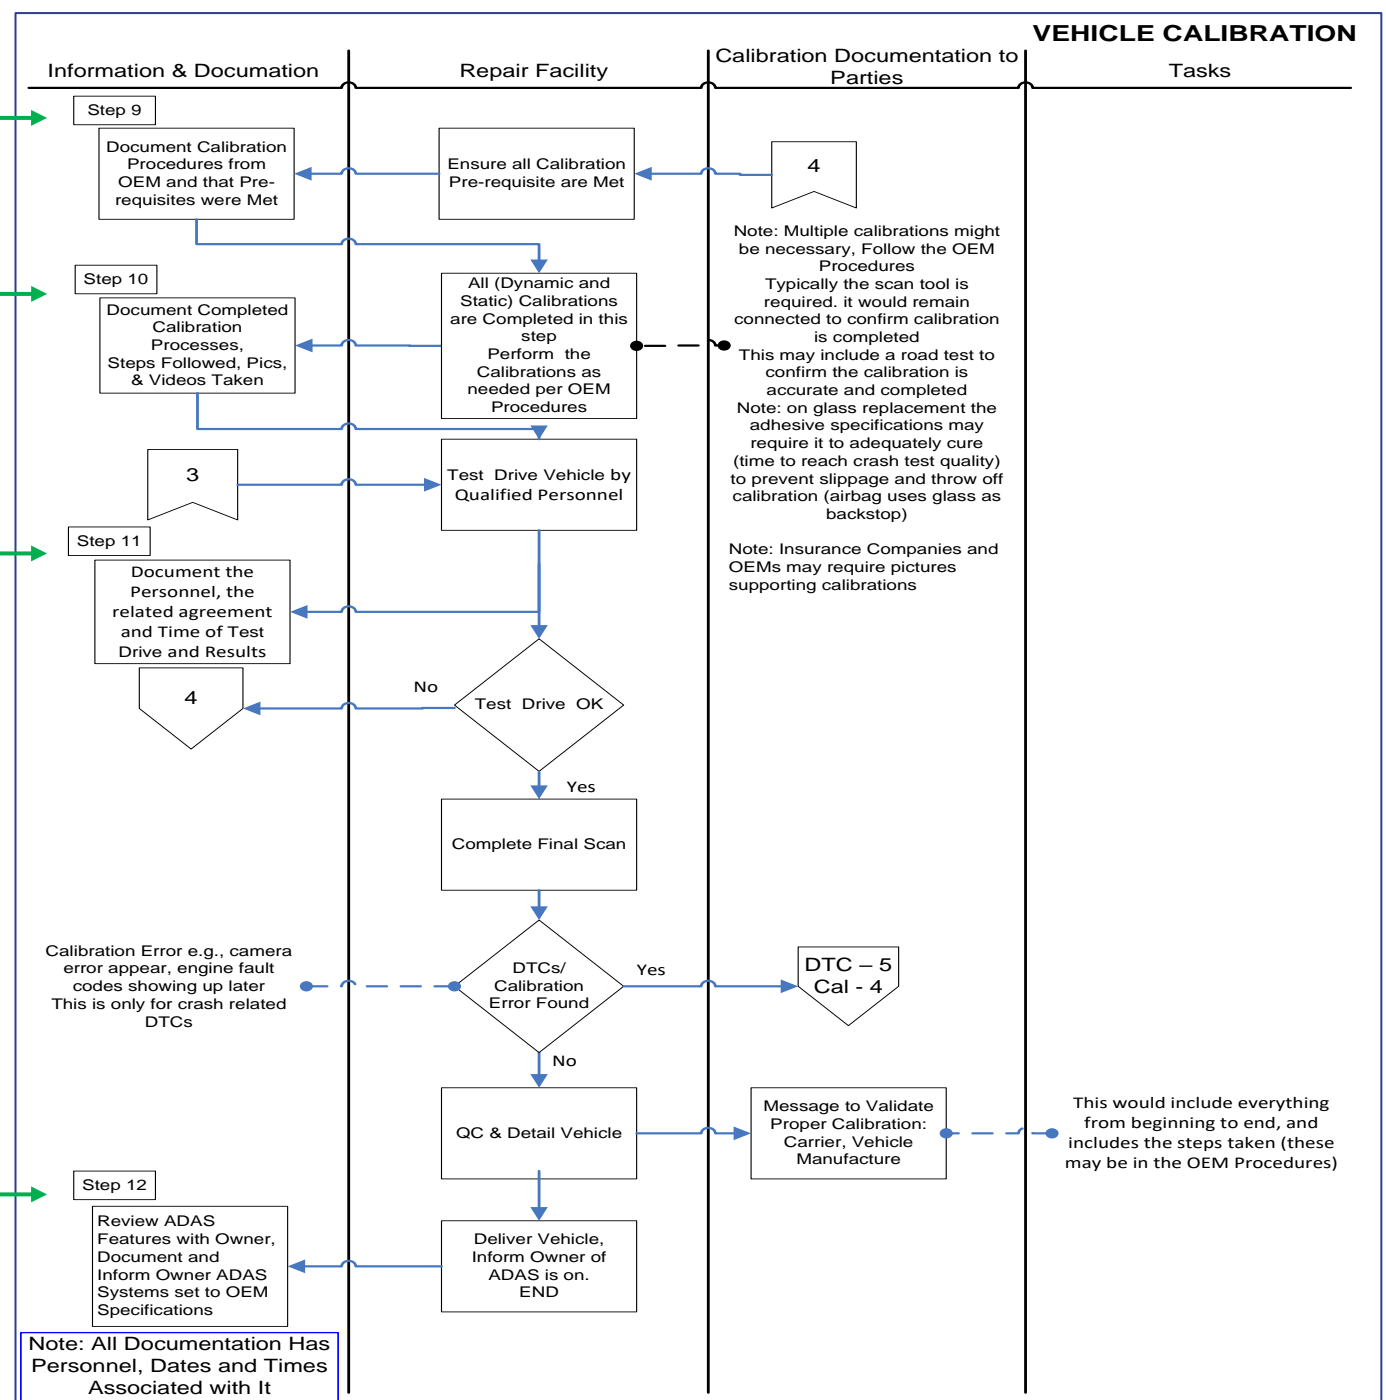 VEHICLE CALIBRATION
Information & Documation
Repair Facility
Calibration Documentation to
Parties
Tasks
Step 9
Document Calibration
Procedures from
OEM and that Pre-
requisites were Met
Ensure all Calibration
Pre-requisite are Met
4
Note: Multiple calibrations might
be necessary, Follow the OEM
Procedures
Typically the scan tool is
required. it would remain
connected to confirm calibration
is completed
This may include a road test to
confirm the calibration is
accurate and completed
Note: on glass replacement the
adhesive specifications may
require it to adequately cure
(time to reach crash test quality)
to prevent slippage and throw off
calibration (airbag uses glass as
backstop)
Note: Insurance Companies and
OEMs may require pictures
supporting calibrations
Step 10
Document Completed
Calibration
Processes,
Steps Followed, Pics,
& Videos Taken
All (Dynamic and
Static) Calibrations
are Completed in this
step
Perform the
Calibrations as
needed per OEM
Procedures
3
Test Drive Vehicle by
Qualified Personnel
Step 11
Document the
Personnel, the
related agreement
and Time of Test
Drive and Results
4
No
Test Drive OK
Yes
Complete Final Scan
Calibration Error e.g., camera
error appear, engine fault
codes showing up later
This is only for crash related
DTCs
DTCs/
Calibration
Error Found
Yes
DTC – 5
Cal - 4
No
QC & Detail Vehicle
Message to Validate
Proper Calibration:
Carrier, Vehicle
Manufacture
This would include everything
from beginning to end, and
includes the steps taken (these
may be in the OEM Procedures)
Step 12
Review ADAS
Features with Owner,
Document and
Inform Owner ADAS
Systems set to OEM
Specifications
Deliver Vehicle,
Inform Owner of
ADAS is on.
END
Note: All Documentation Has
Personnel, Dates and Times
Associated with It